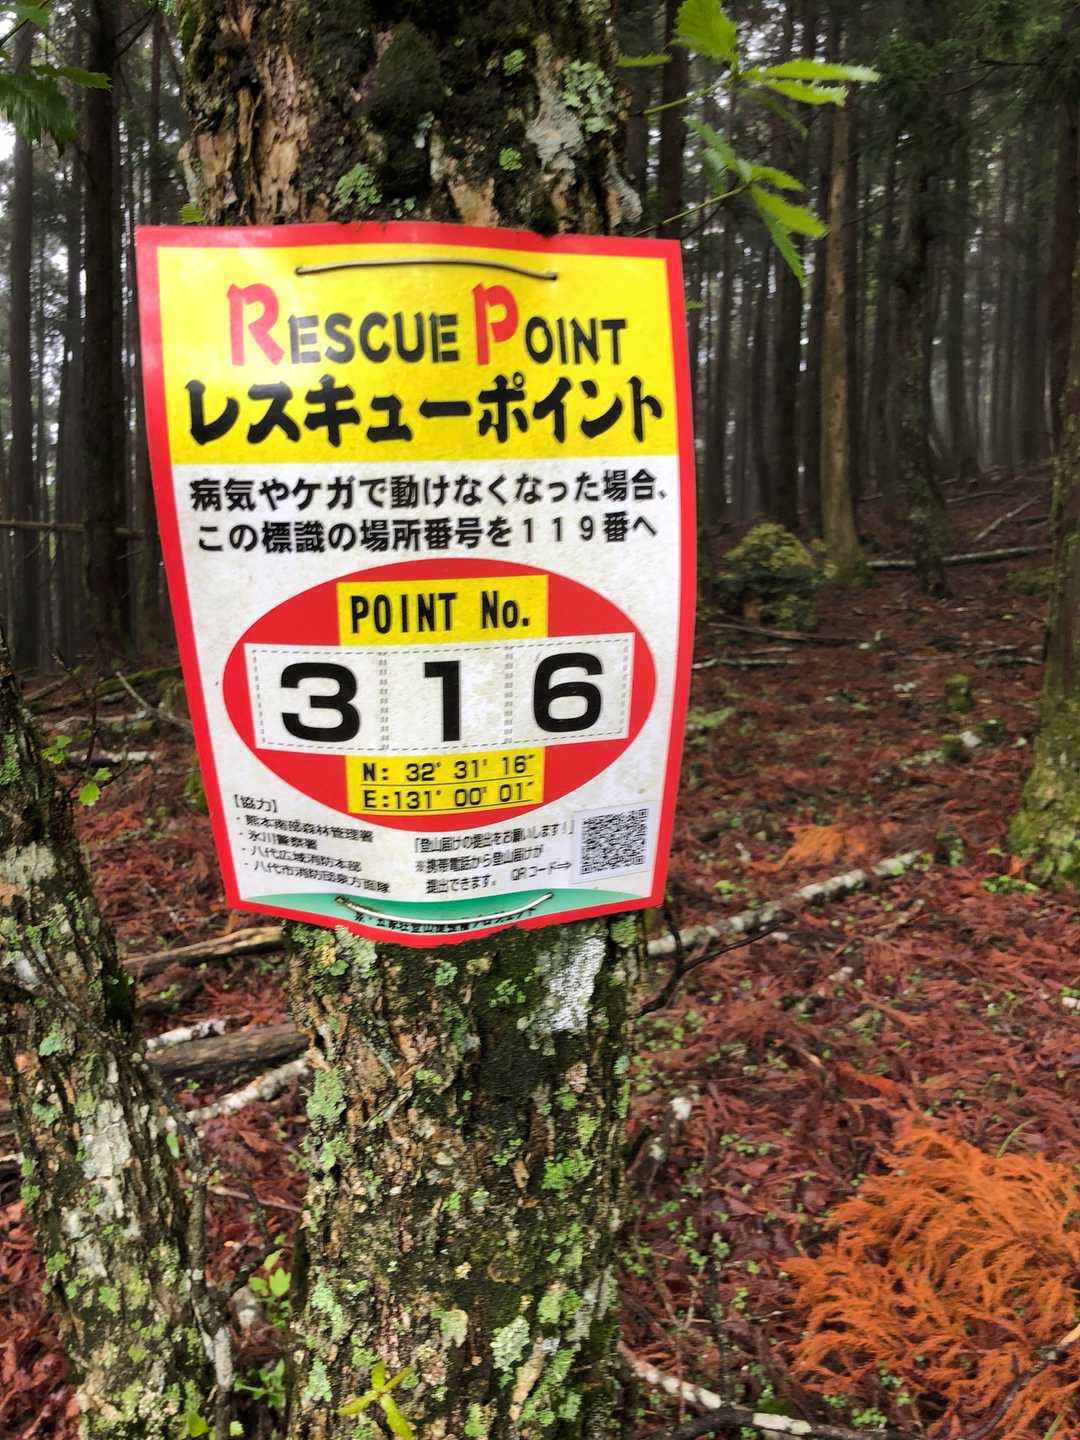 RESCUE POINT
レスキューポイント
病気やケガで動けなくなった場合、
この標識の場所番号を１１９番へ
POINT No.
316
N: 32° 31' 16"
E:131° 00' 01"
【協力】
・熊本南部森林管理署
・氷川警察署
・八代広域消防本部
・八代市消防団泉方面隊
「登山届けの提出をお願いします！」
※携帯電話から登山届けが
提出できます。 QRコード⇒